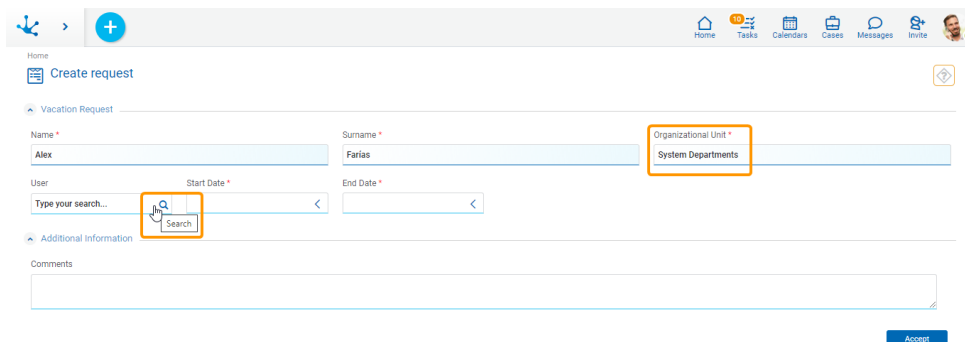 10
Home Tasks Calendars Cases Messages Invite
Home
Create request
Vacation Request
Name * Surname * Organizational Unit *
Alex Farías System Departments
User Start Date * End Date *
Type your search...
Search
Additional Information
Comments
Accept